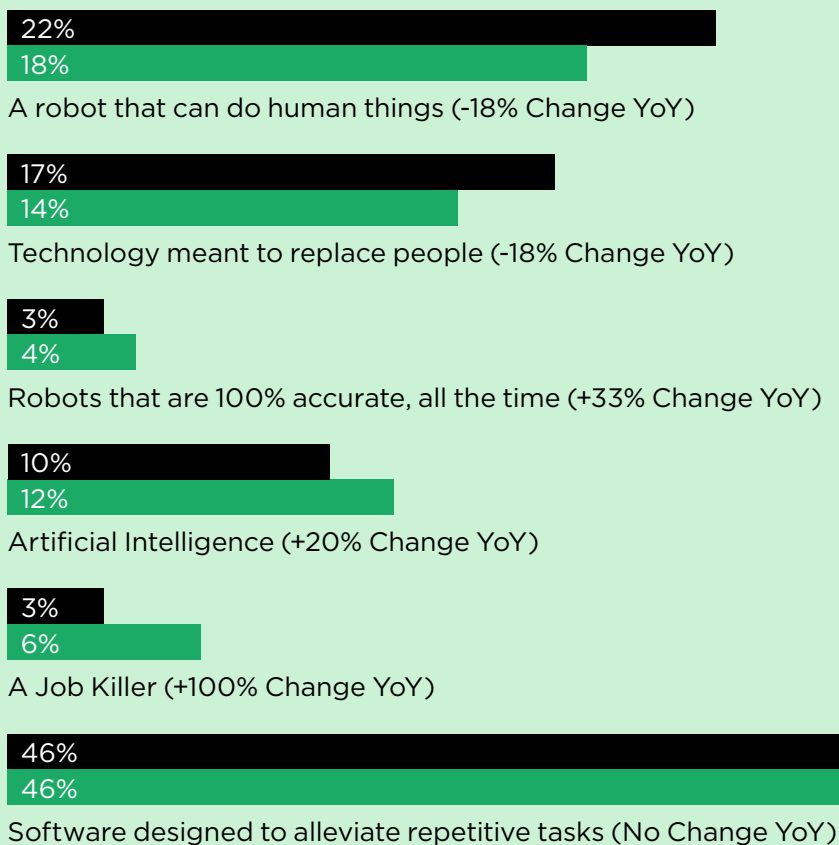 22%
18%
A robot that can do human things (-18% Change YoY)
17%
14%
Technology meant to replace people (-18% Change YoY)
3%
4%
Robots that are 100% accurate, all the time (+33% Change YoY)
10%
12%
Artificial Intelligence (+20% Change YoY)
3%
6%
A Job Killer (+100% Change YoY)
46%
46%
Software designed to alleviate repetitive tasks (No Change YoY)